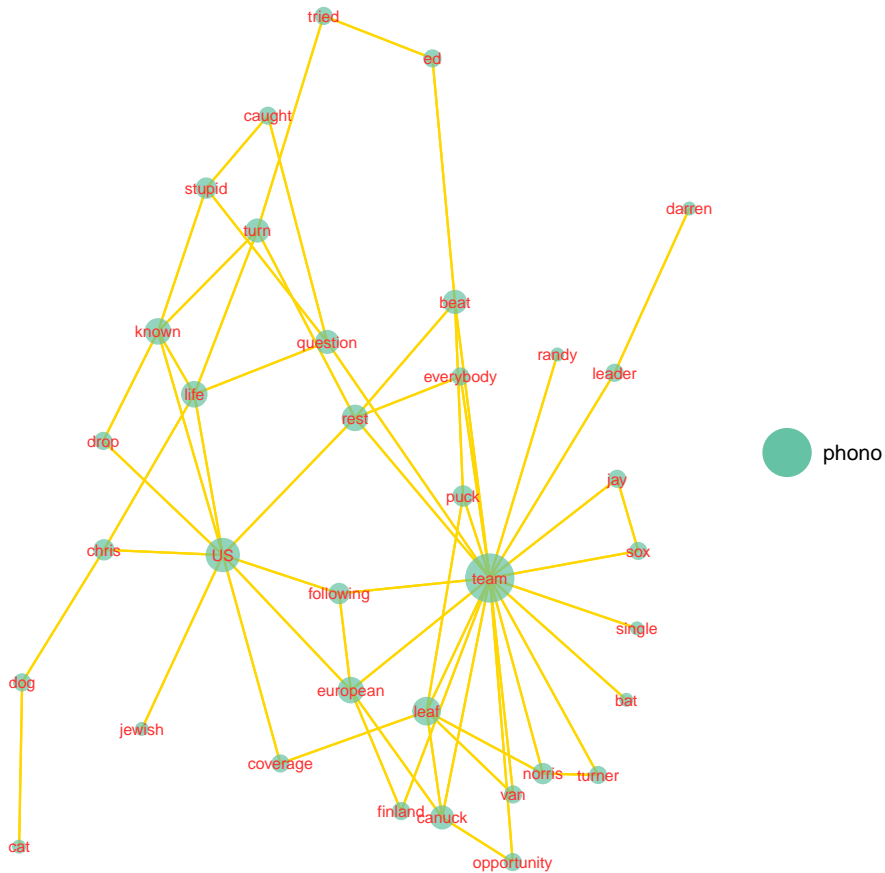 tried
ed
caught
stupid
darren
turn
beat
known
question
randy
everybody
leader
life
rest
drop
phono
jay
puck
chris
US
sox
team
following
single
dog
european
bat
leaf
jewish
coverage
norris
turner
van
finland
canuck
cat
opportunity